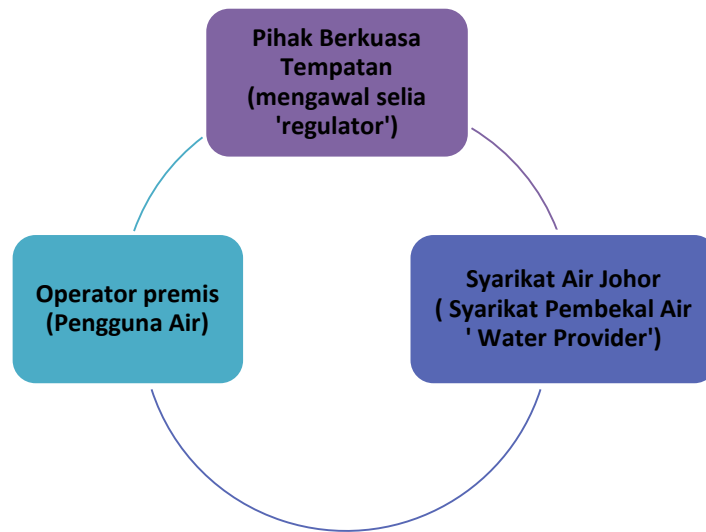 Pihak Berkuasa
Tempatan
(mengawal selia
'regulator')
Operator premis
(Pengguna Air)
Syarikat Air Johor
( Syarikat Pembekal Air
' Water Provider')